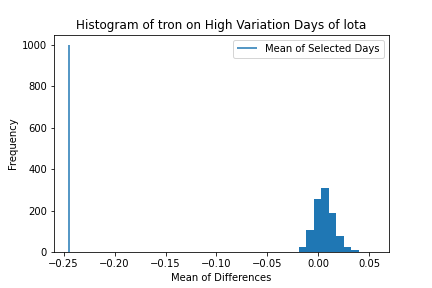 Histogram of tron on High Variation Days of Iota
Mean of Selected Days
Frequency
1000
800
600
400
200
0
−0.25 −0.20 −0.15 −0.10 −0.05 0.00 0.05
Mean of Differences